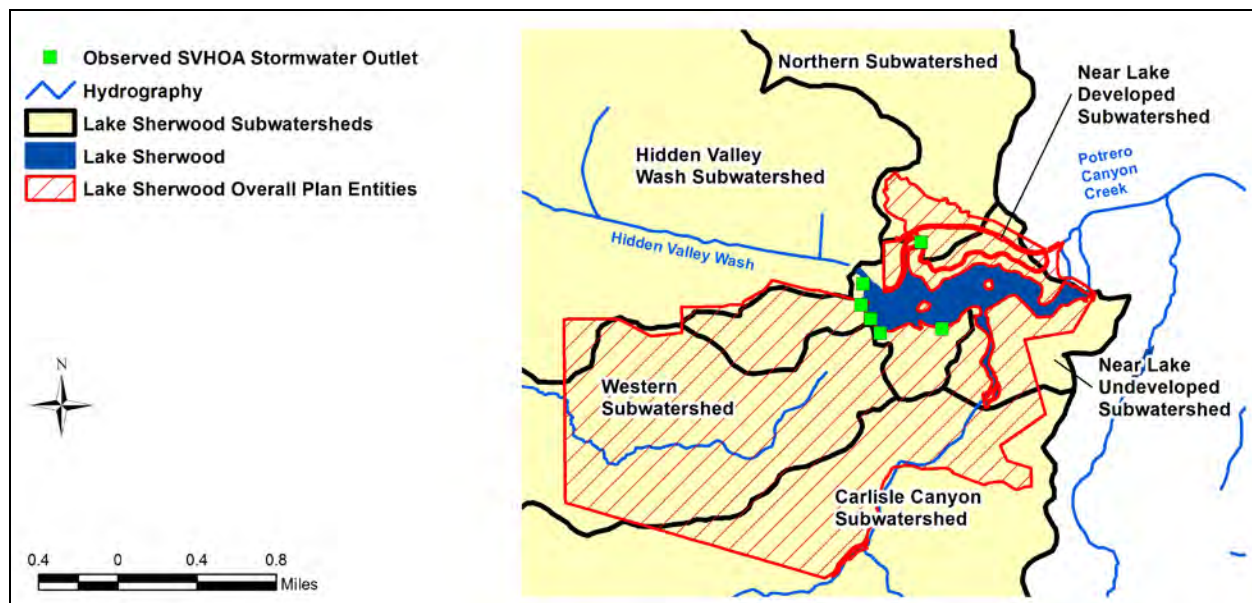 Observed SVHOA Stormwater Outlet
Hydrography
Lake Sherwood Subwatersheds
Lake Sherwood
Lake Sherwood Overall Plan Entities
N
0.4 0 0.4 0.8
Miles
Northern Subwatershed
Near Lake
Developed
Subwatershed
Hidden Valley
Wash Subwatershed
Potrero
Canyon
Creek
Hidden Valley Wash
Western
Subwatershed
Near Lake
Undeveloped
Subwatershed
Carlisle Canyon
Subwatershed